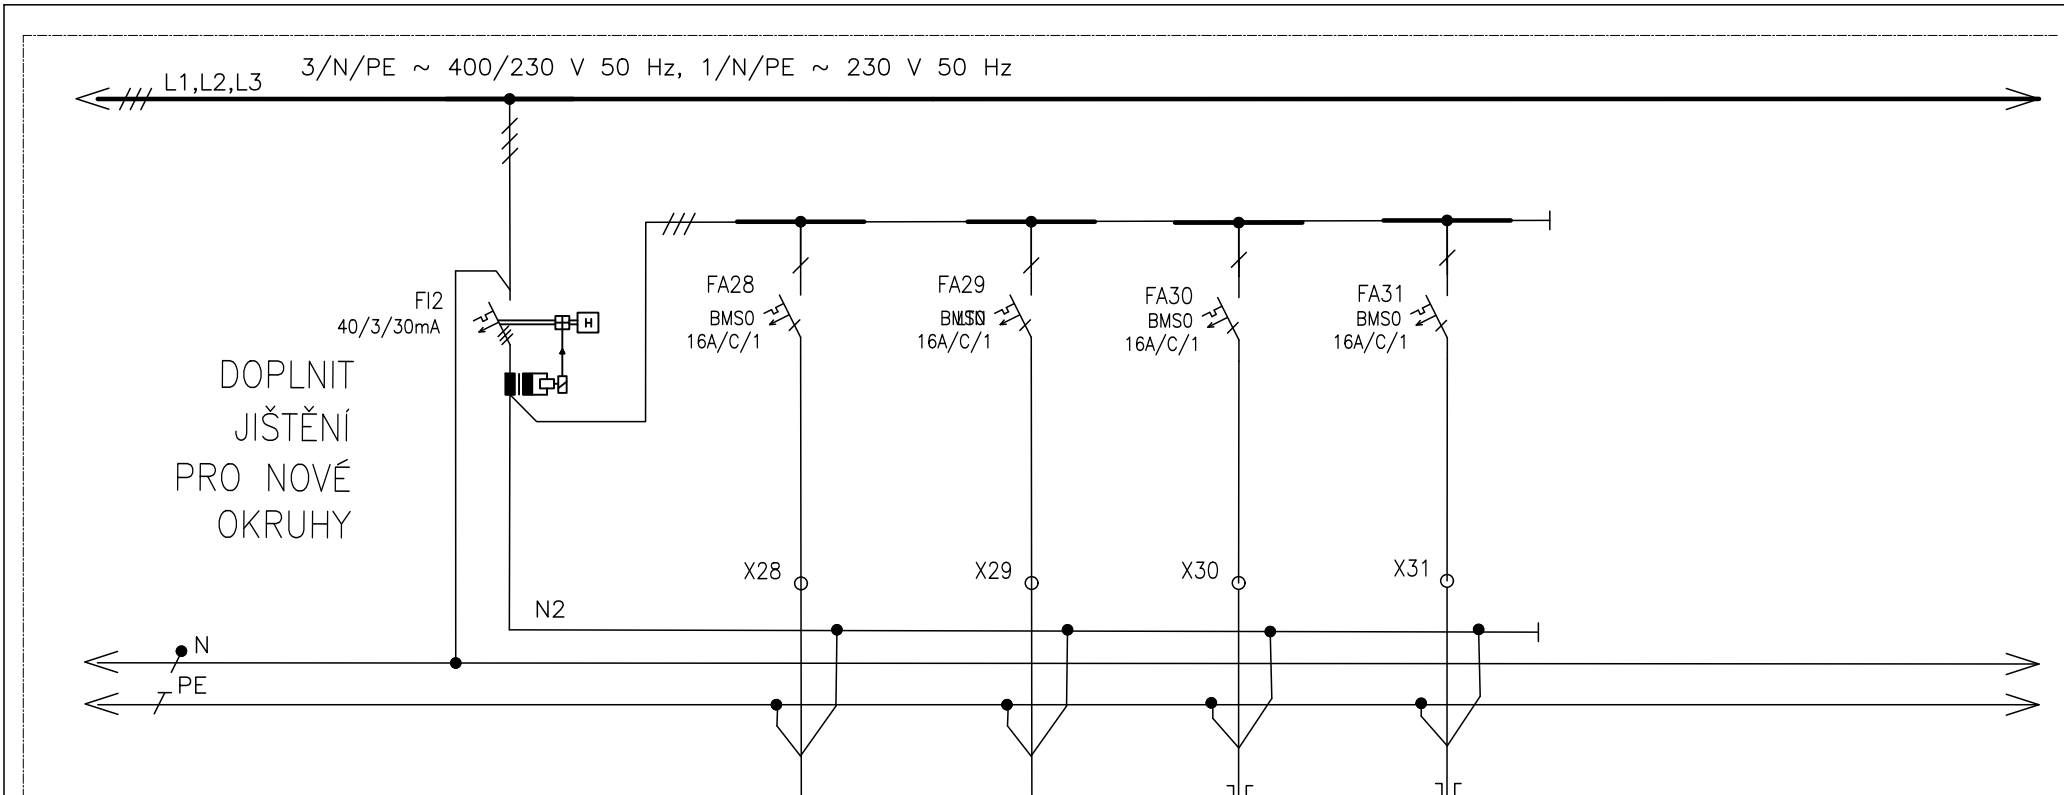 3/N/PE ~ 400/230 V 50 Hz, 1/N/PE ~ 230 V 50 Hz
L1,L2,L3
FI2
40/3/30mA
H
DOPLNIT
JIŠTĚNÍ
PRO NOVÉ
OKRUHY
FA28
BMS0
16A/C/1
FA29
16A/C/1
FA30
BMS0
16A/C/1
FA31
BMS0
16A/C/1
X28
X29
X30
X31
N2
N
PE